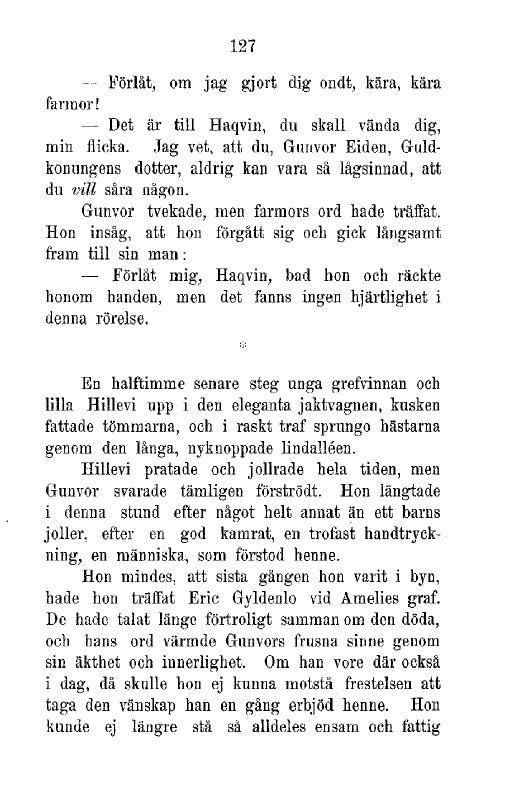 127
— Förlåt, om jag gjort dig ondt, kära, kära
farmor!
— Det är till Haqvin, du skall vända dig,
min flicka. Jag vet, att du, Gunvor Eiden, Guld-
konungens dotter, aldrig kan vara så lågsinnad, att
du vill såra någon.
Gunvor tvekade, men farmors ord hade träffat.
Hon insåg, att hon förgått sig och gick långsamt
fram till sin man:
— Förlåt mig, Haqvin, bad hon och räckte
honom handen, men det fanns ingen hjärtlighet i
denna rörelse.
*
En halftimme senare steg unga grefvinnan och
lilla Hillevi upp i den eleganta jaktvagnen, kusken
fattade tömmarna, och i raskt traf sprungo hästarna
genom den långa, nyknoppade lindalléen.
Hillevi pratade och jollrade hela tiden, men
Gunvor svarade tämligen förströdt. Hon längtade
i denna stund efter något helt annat än ett barns
joller, efter en god kamrat, en trofast handtryck-
ning, en människa, som förstod henne.
Hon mindes, att sista gången hon varit i byn,
hade hon träffat Eric Gyldenlo vid Amelies graf.
De hade talat länge förtroligt samman om den döda,
och hans ord värmde Gunvors frusna sinne genom
sin äkthet och innerlighet. Om han vore där också
i dag, då skulle hon ej kunna motstå frestelsen att
taga den vänskap han en gång erbjöd henne. Hon
kunde ej längre stå så alldeles ensam och fattig